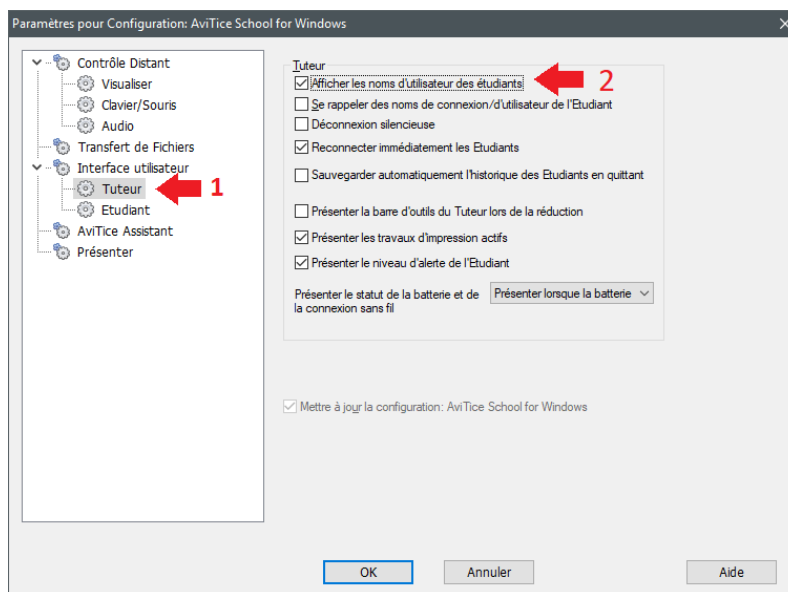 Paramètres pour Configuration: AviTice School for Windows
Contrôle Distant
Visualiser
Clavier/Souris
Audio
Transfert de Fichiers
Interface utilisateur
Tuteur
1
Etudiant
AviTice Assistant
Présenter
Tuteur
Afficher les noms d'utilisateur des étudiants
2
Se rappeler des noms de connexion/d'utilisateur de l'Etudiant
Déconnexion silencieuse
Reconnecter immédiatement les Etudiants
Sauvegarder automatiquement l'historique des Etudiants en quittant
Présenter la barre d'outils du Tuteur lors de la réduction
Présenter les travaux d'impression actifs
Présenter le niveau d'alerte de l'Etudiant
Présenter le statut de la batterie et de
la connexion sans fil
Présenter lorsque la batterie
Mettre à jour la configuration: AviTice School for Windows
OK
Annuler
Aide